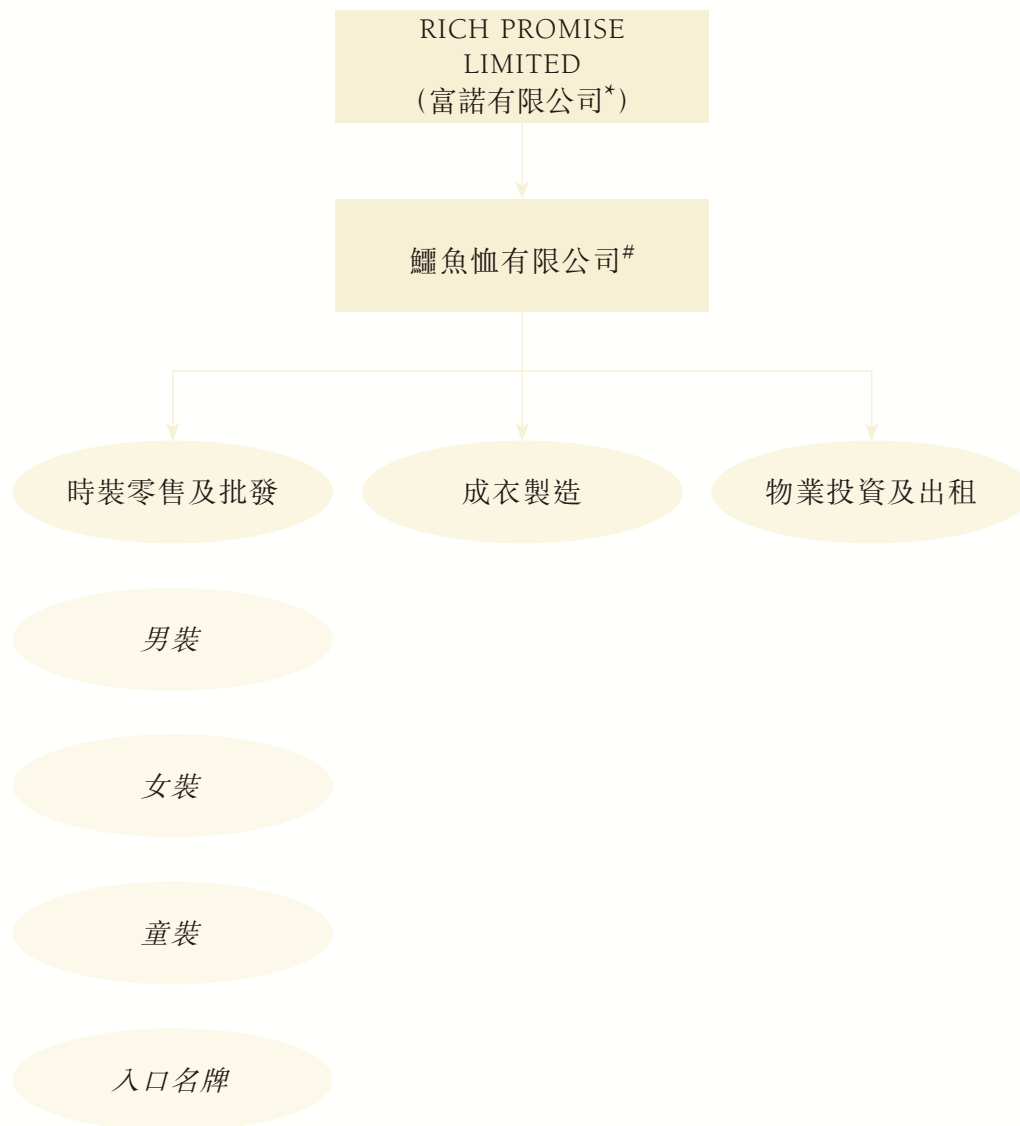 RICH PROMISE
LIMITED
(富諾有限公司*)
鱷魚恤有限公司#
時裝零售及批發
成衣製造
物業投資及出租
男裝
女裝
童裝
入口名牌